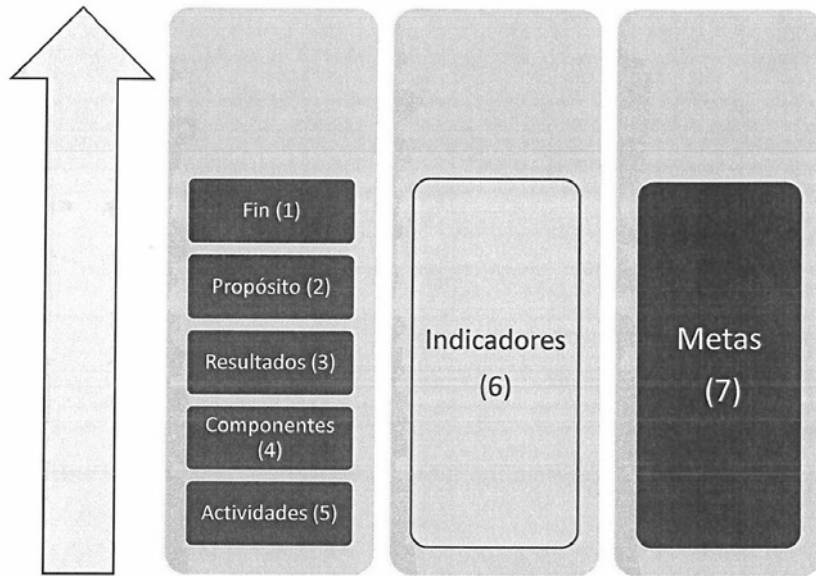 Fin (1)
Propósito (2)
Resultados (3)
Componentes
(4)
Actividades (5)
Indicadores
(6)
Metas
(7)